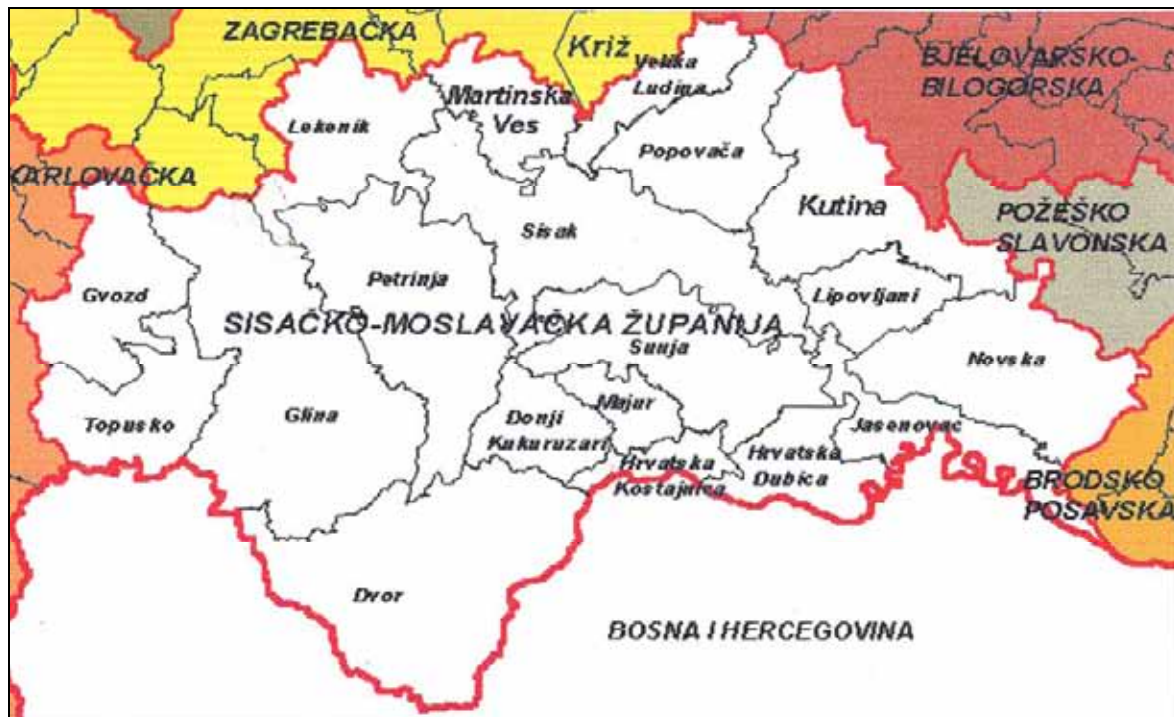 ZAGREBAČKA
Križ
Velika
Ludina
BJELOVARSKO-
BILOGORSKA
Martinska
Ves
Lekenik
Popovača
KARLOVAČKA
Kutina
POŽEŠKO
SLAVONSKA
Sisak
Petrinja
Gvozd
Lipovljani
SISAČKO-MOSLAVAČKA ŽUPANIJA
Suuja
Novska
Topusko
Glina
Donji
Kukuruzari
Majur
Jasenovac
Hrvatska
Kostajnica
Hrvatska
Dubica
BRODSKO
POSAVSKA
Dvor
BOSNA I HERCEGOVINA